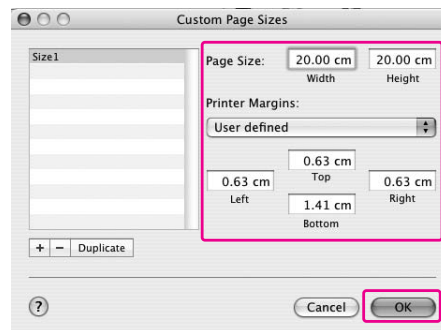 Custom Page Sizes
Size1
Page Size: 20.00 cm 20.00 cm
Width Height
Printer Margins:
User defined
0.63 cm
Top
0.63 cm 0.63 cm
Left Right
1.41 cm
Bottom
+ − Duplicate
? Cancel OK